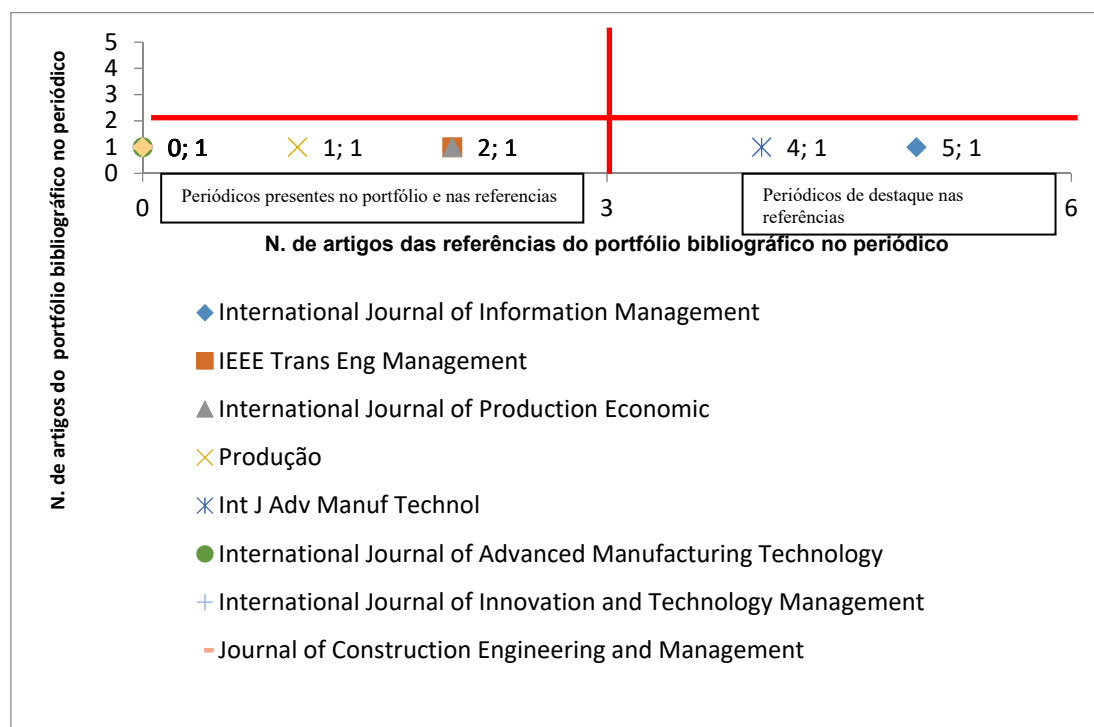 N. de artigos do portfólio bibliográfico no periódico
5
4
3
2
1
0
0; 1
1; 1
2; 1
4; 1
5; 1
Periódicos presentes no portfólio e nas referencias
Periódicos de destaque nas
referências
0
3
6
N. de artigos das referências do portfólio bibliográfico no periódico
International Journal of Information Management
IEEE Trans Eng Management
International Journal of Production Economic
Produção
Int J Adv Manuf Technol
International Journal of Advanced Manufacturing Technology
International Journal of Innovation and Technology Management
Journal of Construction Engineering and Management